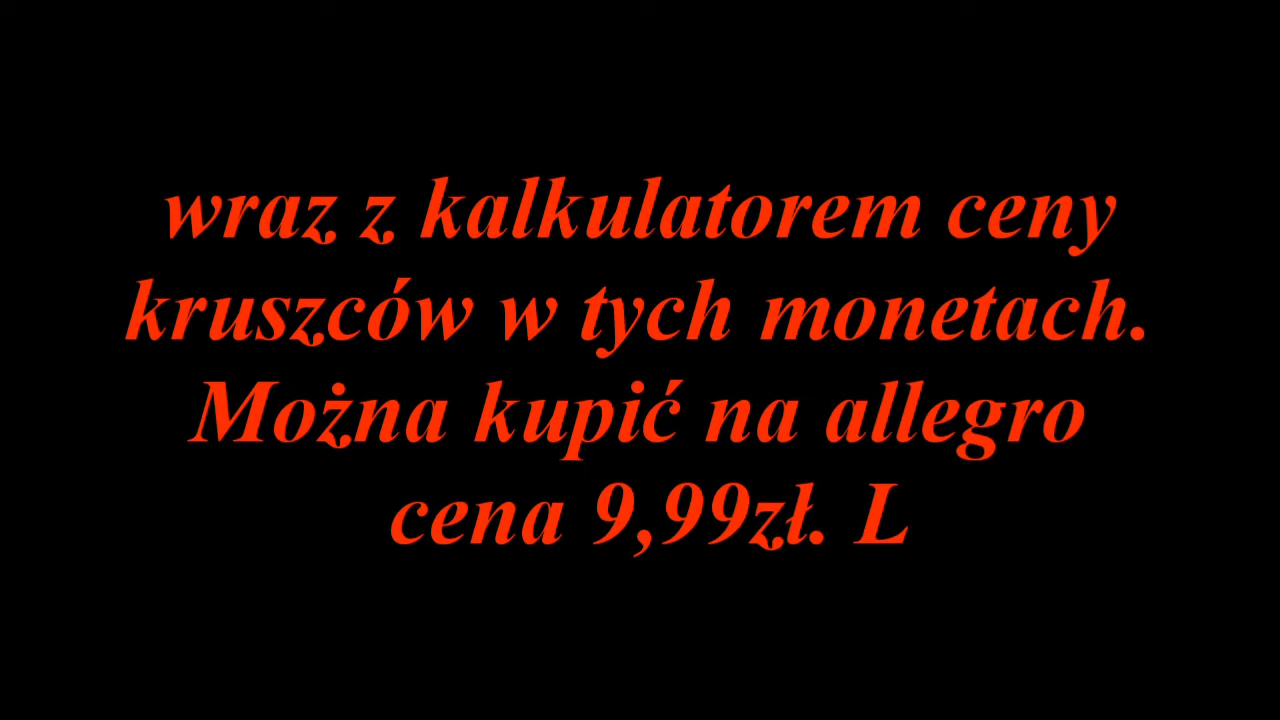 wraz z kalkulatorem ceny
kruszców w tych monetach.
Można kupić na allegro
cena 9,99zł. L